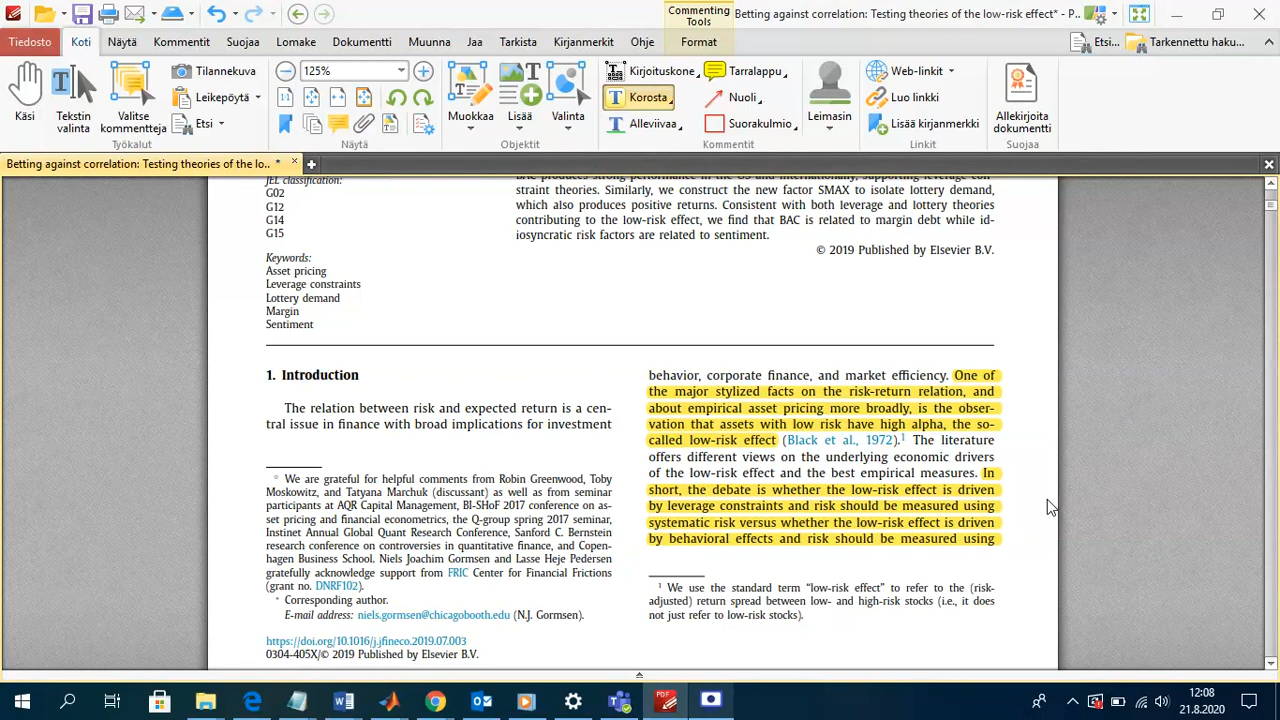 Commenting Tools
Betting against correlation: Testing theories of the low-risk effect* - P..
Tiedosto Koti Näytä Kommentit Suojaa Lomake Dokumentti Muunna Jaa Tarkista Kirjanmerkit Ohje Format Etsi... Tarkennettu haku...
Käsi
Tekstin valinta
Valitse kommentteja
Tilannekuva
Leikepöytä
Etsi
Työkalut
125%
Näytä
Muokkaa
Lisää
Valinta
Objektit
Kirjoituskone
Korosta
Alleviivaa
Tarralappu
Nuoli
Suorakulmio
Leimasin
Kommentit
Web-linkit
Luo linkki
Lisää kirjanmerkki
Linkit
Allekirjoita dokumentti
Suojaa
Betting against correlation: Testing theories of the lo.. *
JEL classification:
G02
G12
G14
G15
Keywords:
Asset pricing
Leverage constraints
Lottery demand
Margin
Sentiment
BAC produces strong performance in the US and internationally, supporting leverage con-
straint theories. Similarly, we construct the new factor SMAX to isolate lottery demand,
which also produces positive returns. Consistent with both leverage and lottery theories
contributing to the low-risk effect, we find that BAC is related to margin debt while id-
iosyncratic risk factors are related to sentiment.
© 2019 Published by Elsevier B.V.
1. Introduction
The relation between risk and expected return is a cen-
tral issue in finance with broad implications for investment
☆ We are grateful for helpful comments from Robin Greenwood, Toby
Moskowitz, and Tatyana Marchuk (discussant) as well as from seminar
participants at AQR Capital Management, BI-SHoF 2017 conference on as-
set pricing and financial econometrics, the Q-group spring 2017 seminar,
Instinet Annual Global Quant Research Conference, Sanford C. Bernstein
research conference on controversies in quantitative finance, and Copen-
hagen Business School. Niels Joachim Gormsen and Lasse Heje Pedersen
gratefully acknowledge support from FRIC Center for Financial Frictions
(grant no. DNRF102).
* Corresponding author.
E-mail address: niels.gormsen@chicagobooth.edu (N.J. Gormsen).
https://doi.org/10.1016/j.jfineco.2019.07.003
0304-405X/© 2019 Published by Elsevier B.V.
behavior, corporate finance, and market efficiency. One of
the major stylized facts on the risk-return relation, and
about empirical asset pricing more broadly, is the obser-
vation that assets with low risk have high alpha, the so-
called low-risk effect (Black et al., 1972).1 The literature
offers different views on the underlying economic drivers
of the low-risk effect and the best empirical measures. In
short, the debate is whether the low-risk effect is driven
by leverage constraints and risk should be measured using
systematic risk versus whether the low-risk effect is driven
by behavioral effects and risk should be measured using
1 We use the standard term “low-risk effect” to refer to the (risk-
adjusted) return spread between low- and high-risk stocks (i.e., it does
not just refer to low-risk stocks).
12:08
21.8.2020